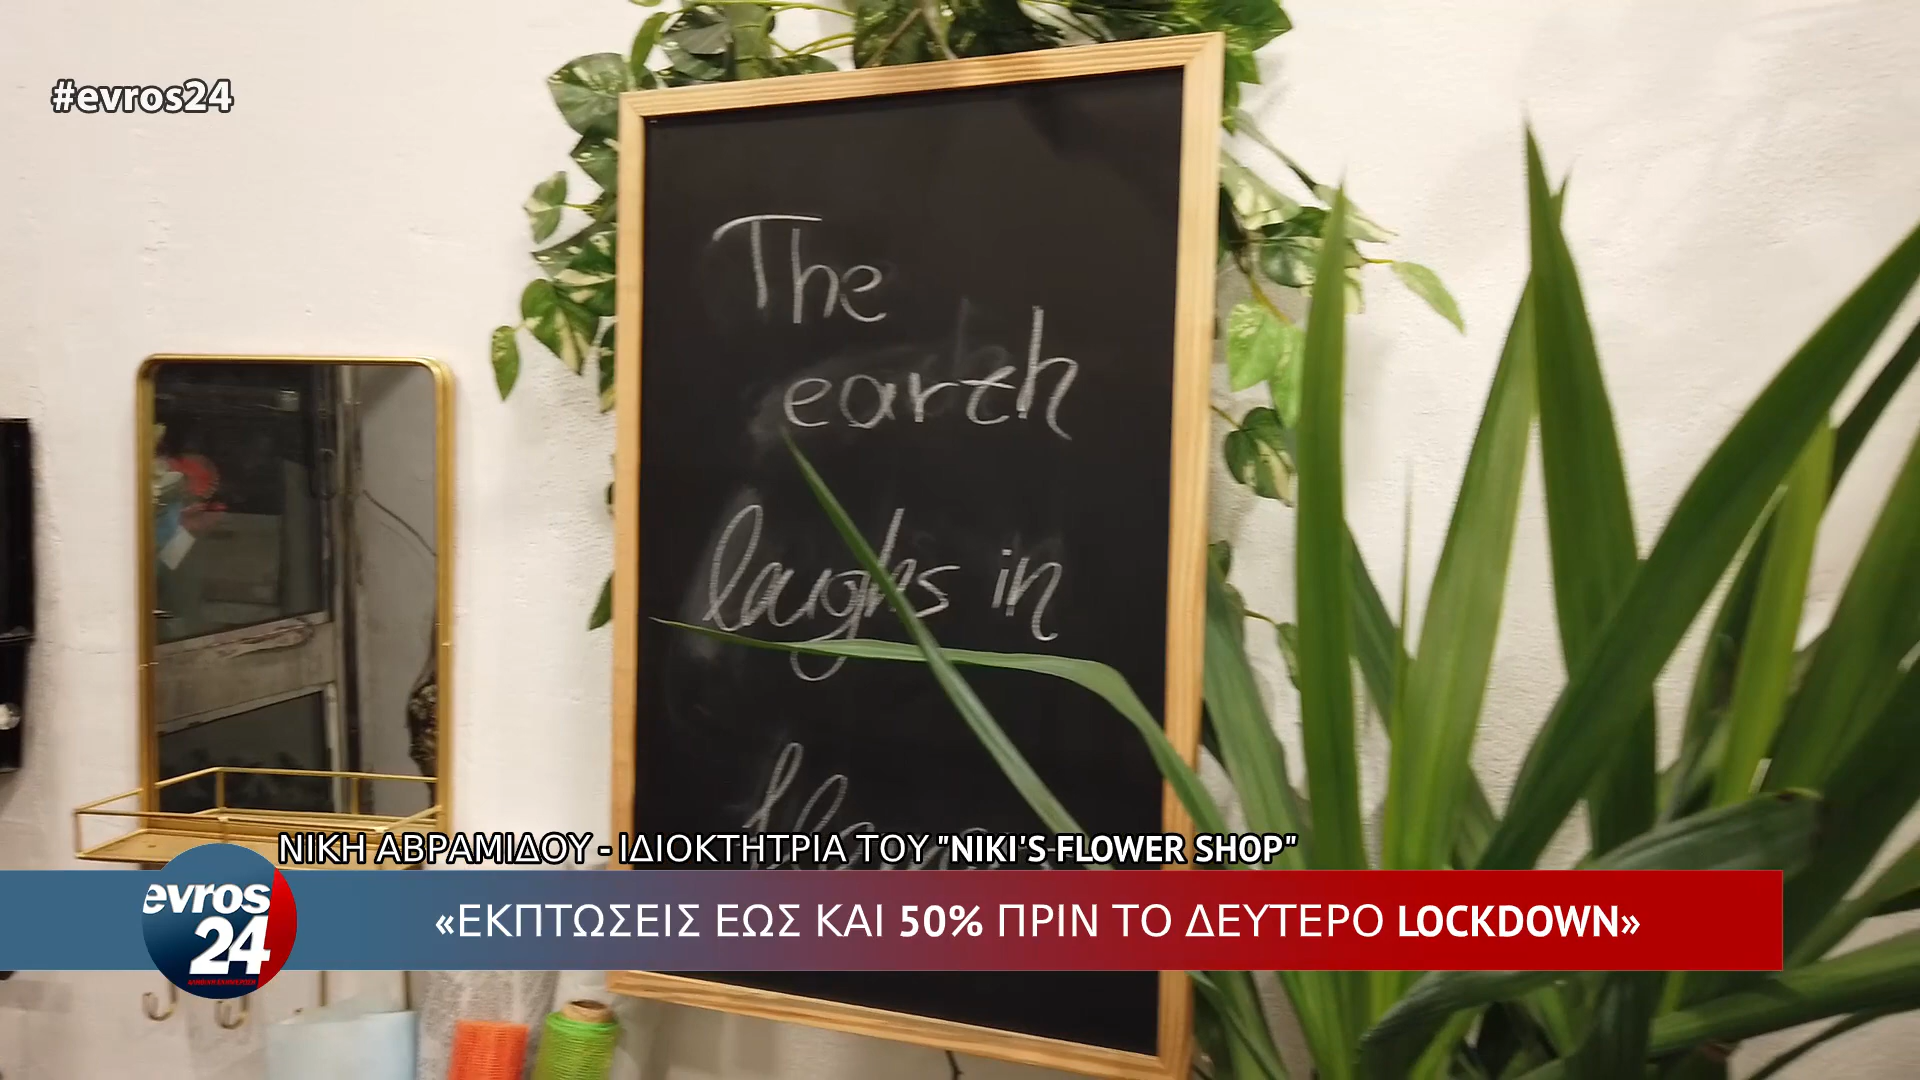 #evros24
The
earth
laughs in
ΝΙΚΗ ΑΒΡΑΜΙΔΟΥ - ΙΔΙΟΚΤΗΤΡΙΑ ΤΟΥ "NIKI'S FLOWER SHOP"
evros
24
«ΕΚΠΤΩΣΕΙΣ ΕΩΣ ΚΑΙ 50% ΠΡΙΝ ΤΟ ΔΕΥΤΕΡΟ LOCKDOWN»